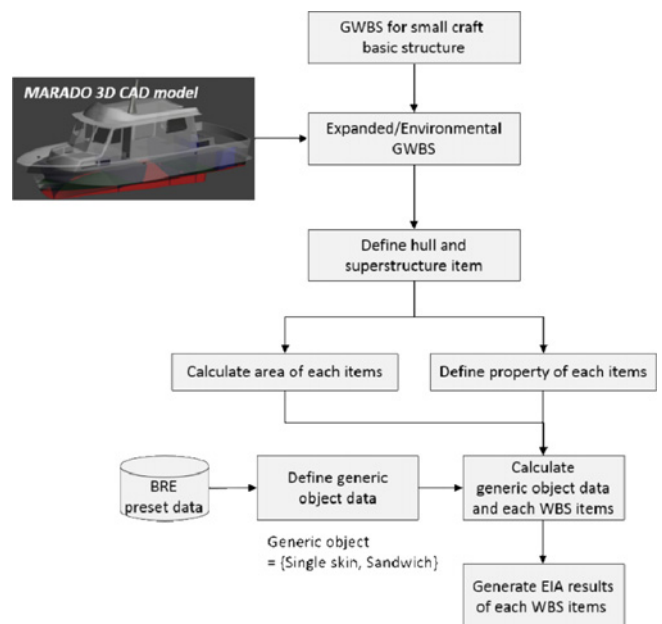 GWBS for small craft
basic structure
MARADO 3D CAD model
Expanded/Environmental
GWBS
Define hull and
superstructure item
Calculate area of each items
Define property of each items
BRE
preset data
Define generic
object data
Calculate
generic object data
and each WBS items
Generic object
= {Single skin, Sandwich}
Generate EIA results
of each WBS items